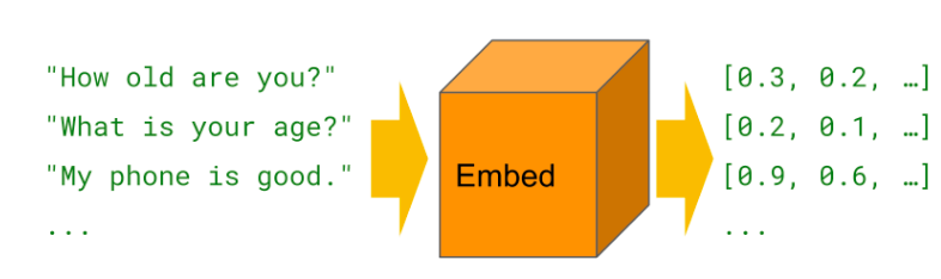 "How old are you?"
"What is your age?"
"My phone is good."
...
Embed
[0.3, 0.2, …]
[0.2, 0.1, …]
[0.9, 0.6, …]
...